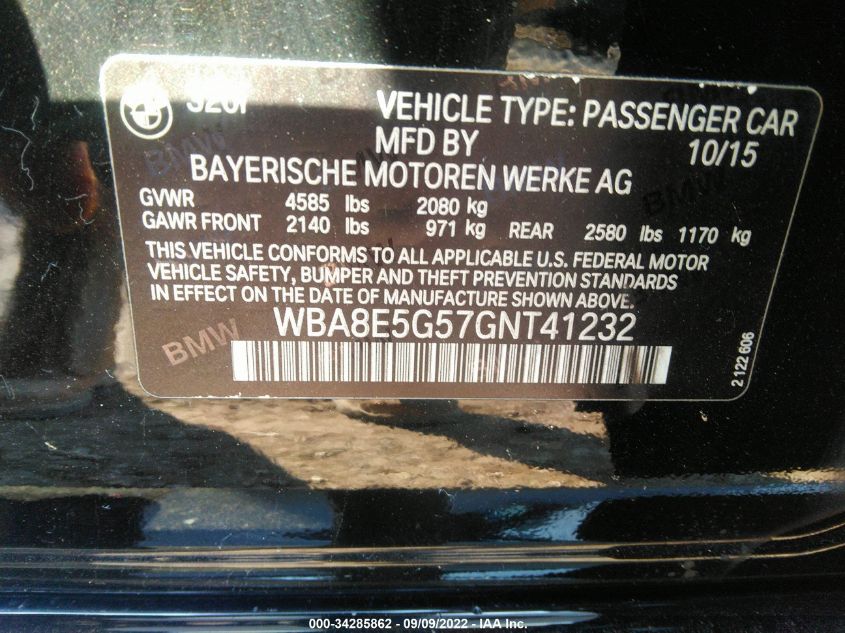 320i VEHICLE TYPE: PASSENGER CAR
MFD BY 10/15
BAYERISCHE MOTOREN WERKE AG
GVWR 4585 lbs 2080 kg
GAWR FRONT 2140 lbs 971 kg REAR 2580 lbs 1170 kg
THIS VEHICLE CONFORMS TO ALL APPLICABLE U.S. FEDERAL MOTOR
VEHICLE SAFETY, BUMPER AND THEFT PREVENTION STANDARDS
IN EFFECT ON THE DATE OF MANUFACTURE SHOWN ABOVE.
WBA8E5G57GNT41232
2 122 606
BMW
BMW
BMW
000-34285862 - 09/09/2022 - IAA Inc.